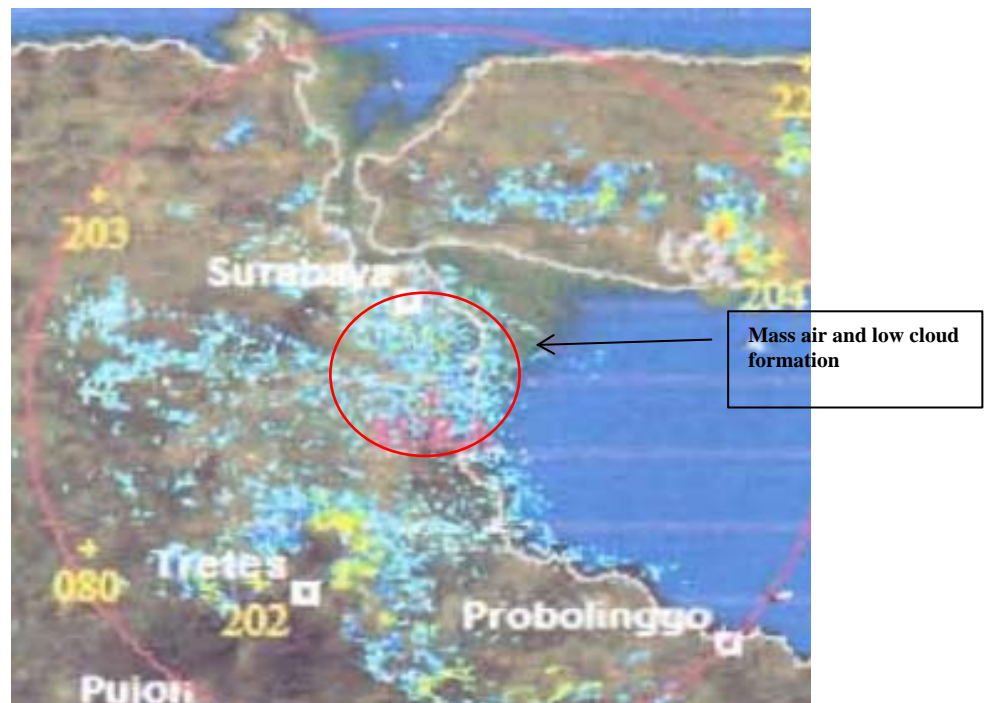 22
203
Surabaya
204
Mass air and low cloud
formation
Tretes
080
202
Probolinggo
Pujon